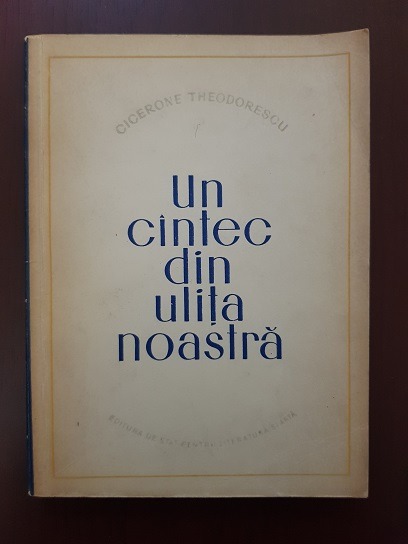 CICERONE THEODORESCU
Un
cîntec
din
ulița
noastră
EDITURA DE STAT PENTRU LITERATURĂ ȘI ARTĂ